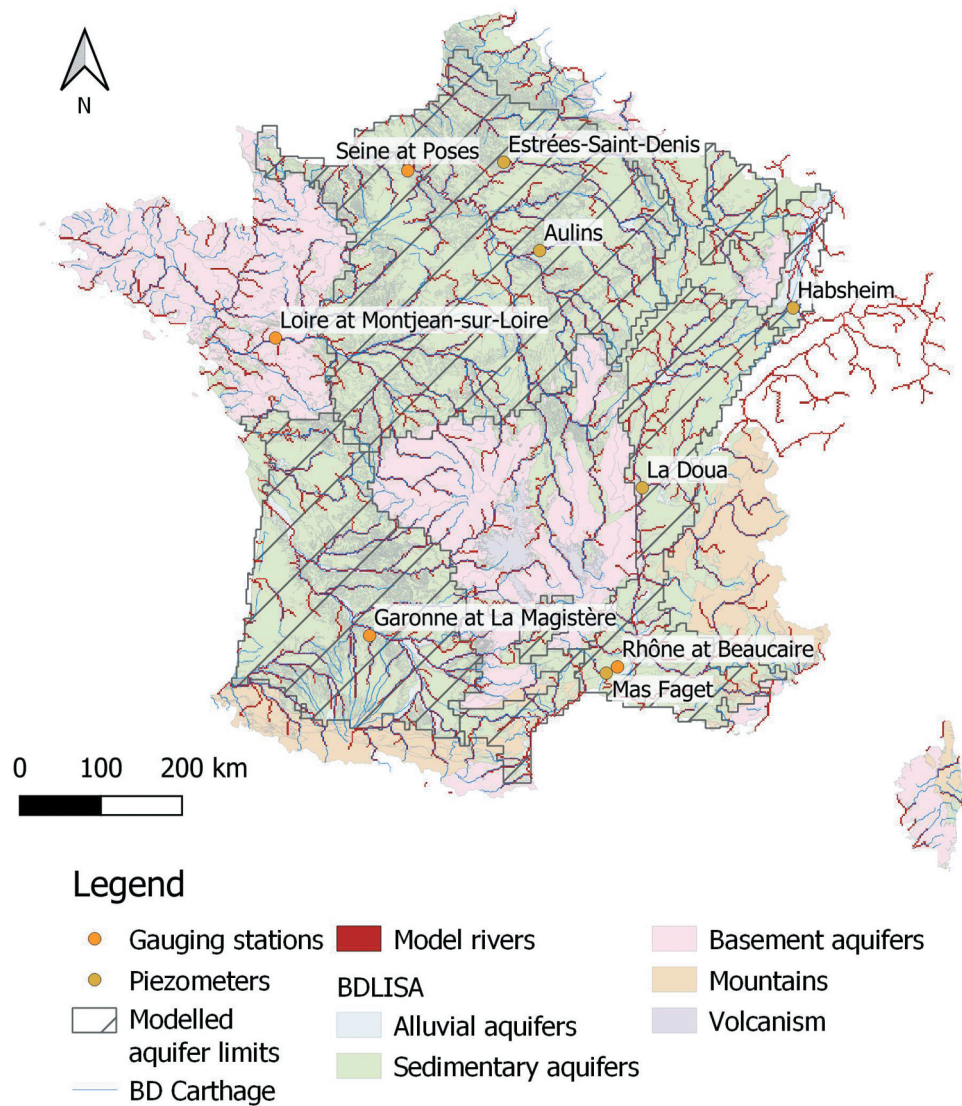 N
Seine at Poses
Estrées-Saint-Denis
Aulins
Habsheim
Loire at Montjean-sur-Loire
La Doua
Garonne at La Magistère
Rhône at Beaucaire
Mas Faget
0 100 200 km
Legend
Gauging stations
Piezometers
Modelled
aquifer limits
BD Carthage
Model rivers
BDLISA
Alluvial aquifers
Sedimentary aquifers
Basement aquifers
Mountains
Volcanism